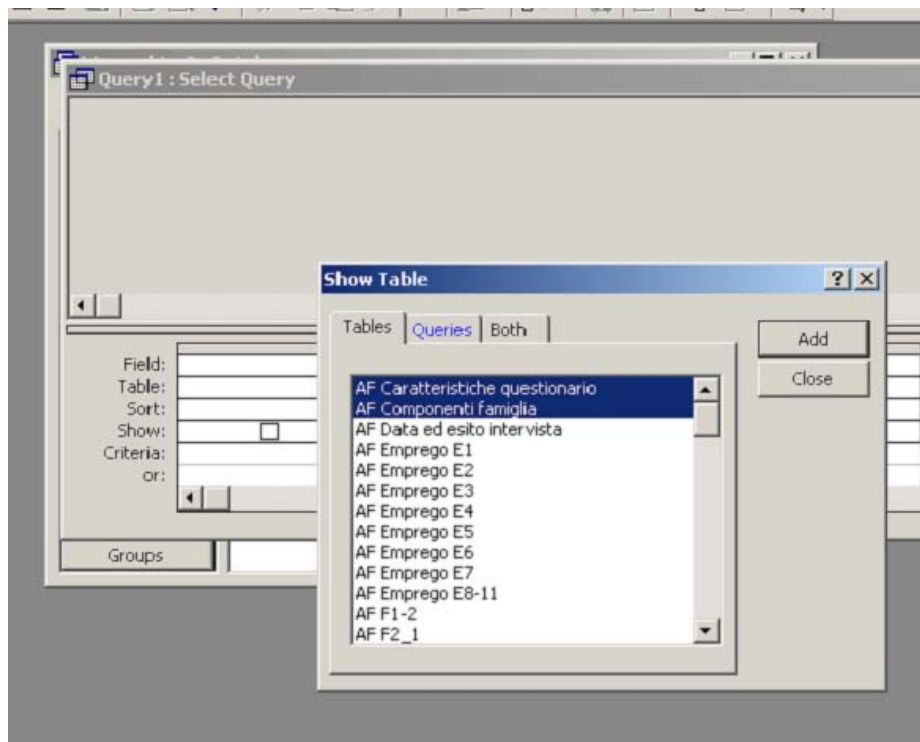 Query1 : Select Query
Show Table
Tables Queries Both
Add
Close
AF Caratteristiche questionario
AF Componenti famiglia
AF Data ed esito intervista
AF Emprego E1
AF Emprego E2
AF Emprego E3
AF Emprego E4
AF Emprego E5
AF Emprego E6
AF Emprego E7
AF Emprego E8-11
AF F1-2
AF F2_1
Field:
Table:
Sort:
Show:
Criteria:
or:
Groups